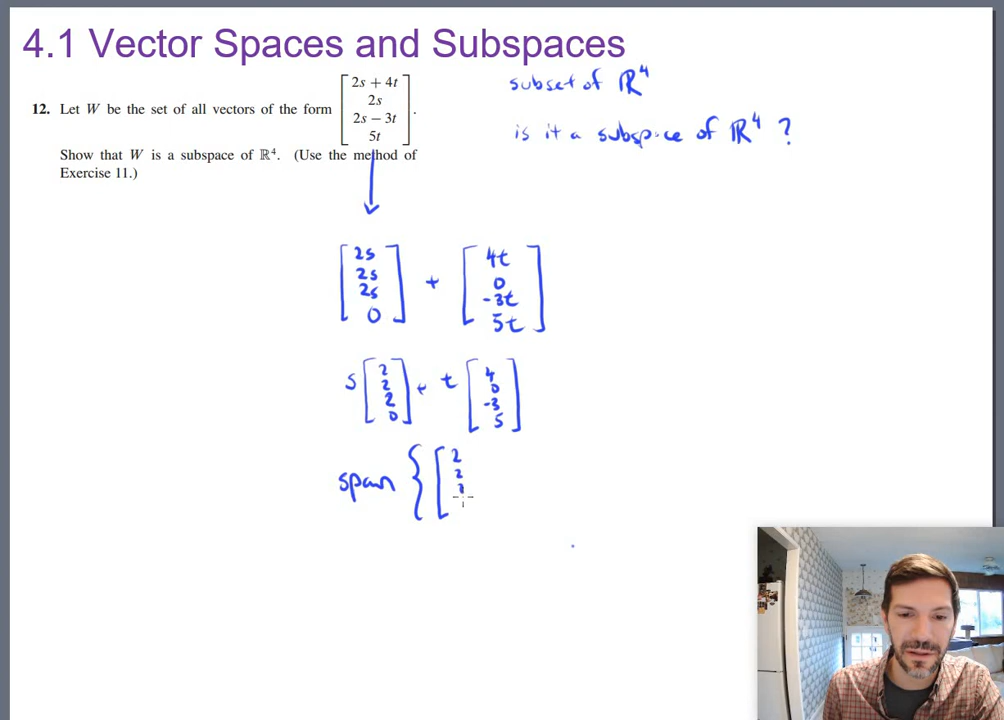 4.1 Vector Spaces and Subspaces
12. Let W be the set of all vectors of the form [2s + 4t
2s
2s − 3t
5t].
Show that W is a subspace of ℝ⁴. (Use the method of
Exercise 11.)
subset of ℝ⁴
is it a subspace of ℝ⁴ ?
[2s
2s
2s
0] + [4t
0
-3t
5t]
s[2
2
2
0] + t[4
0
-3
5]
span { [2
2